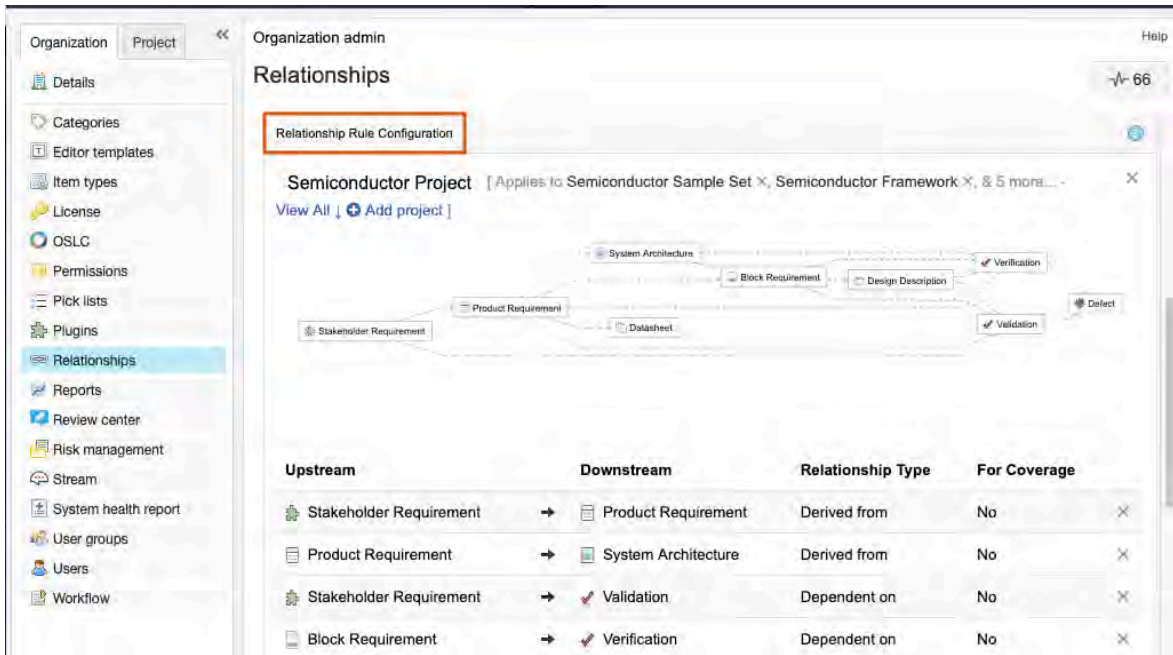 Organization Project «
Details
Categories
Editor templates
Item types
License
OSLC
Permissions
Pick lists
Plugins
Relationships
Reports
Review center
Risk management
Stream
System health report
User groups
Users
Workflow
Organization admin Help
Relationships 66
Relationship Rule Configuration
Semiconductor Project [ Applies to Semiconductor Sample Set ×, Semiconductor Framework ×, & 5 more... -
View All ↓ Add project ]
System Architecture
Verification
Block Requirement
Design Description
Defect
Product Requirement
Stakeholder Requirement
Datasheet
Validation
Upstream Downstream Relationship Type For Coverage
Stakeholder Requirement → Product Requirement Derived from No ×
Product Requirement → System Architecture Derived from No ×
Stakeholder Requirement → Validation Dependent on No ×
Block Requirement → Verification Dependent on No ×